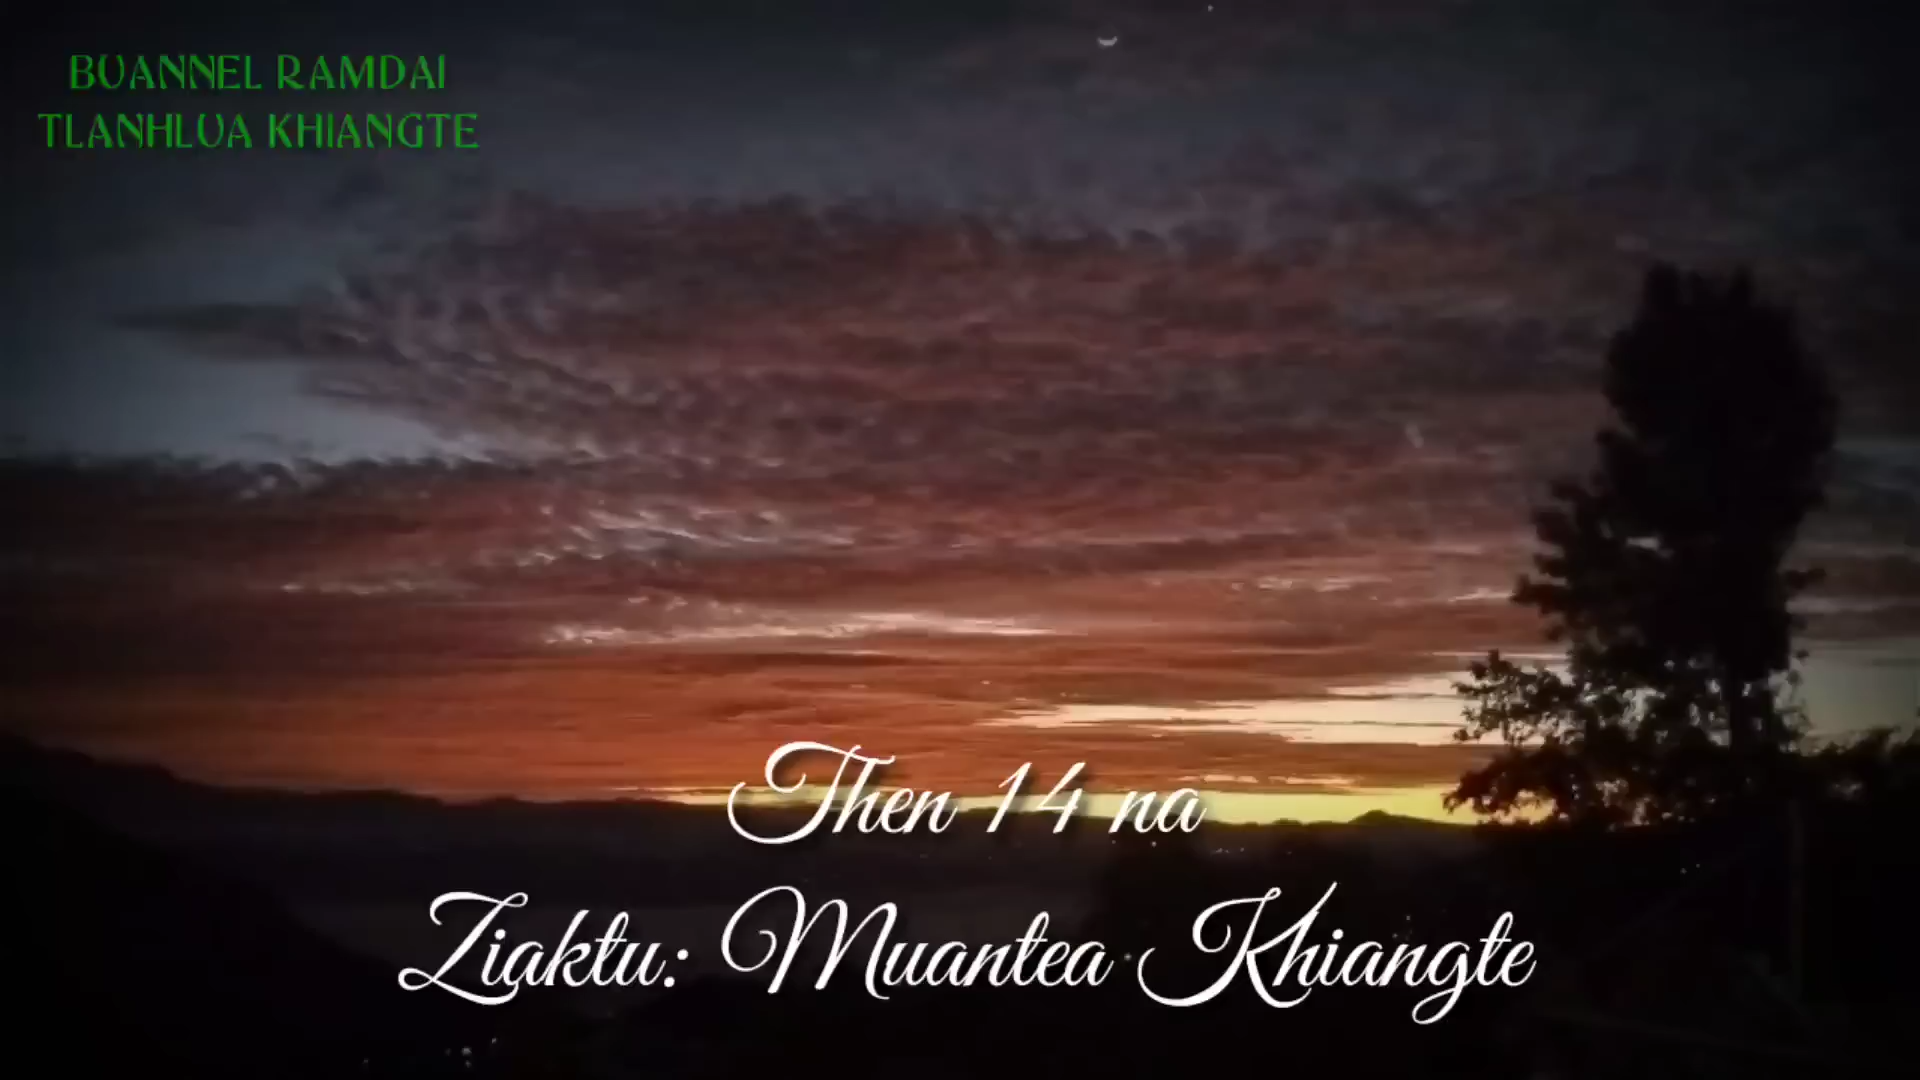 BUANNEL RAMDAI
TLANHLUA KHIANGTE
Then 14 na
Ziaktu: Muantea Khiangte